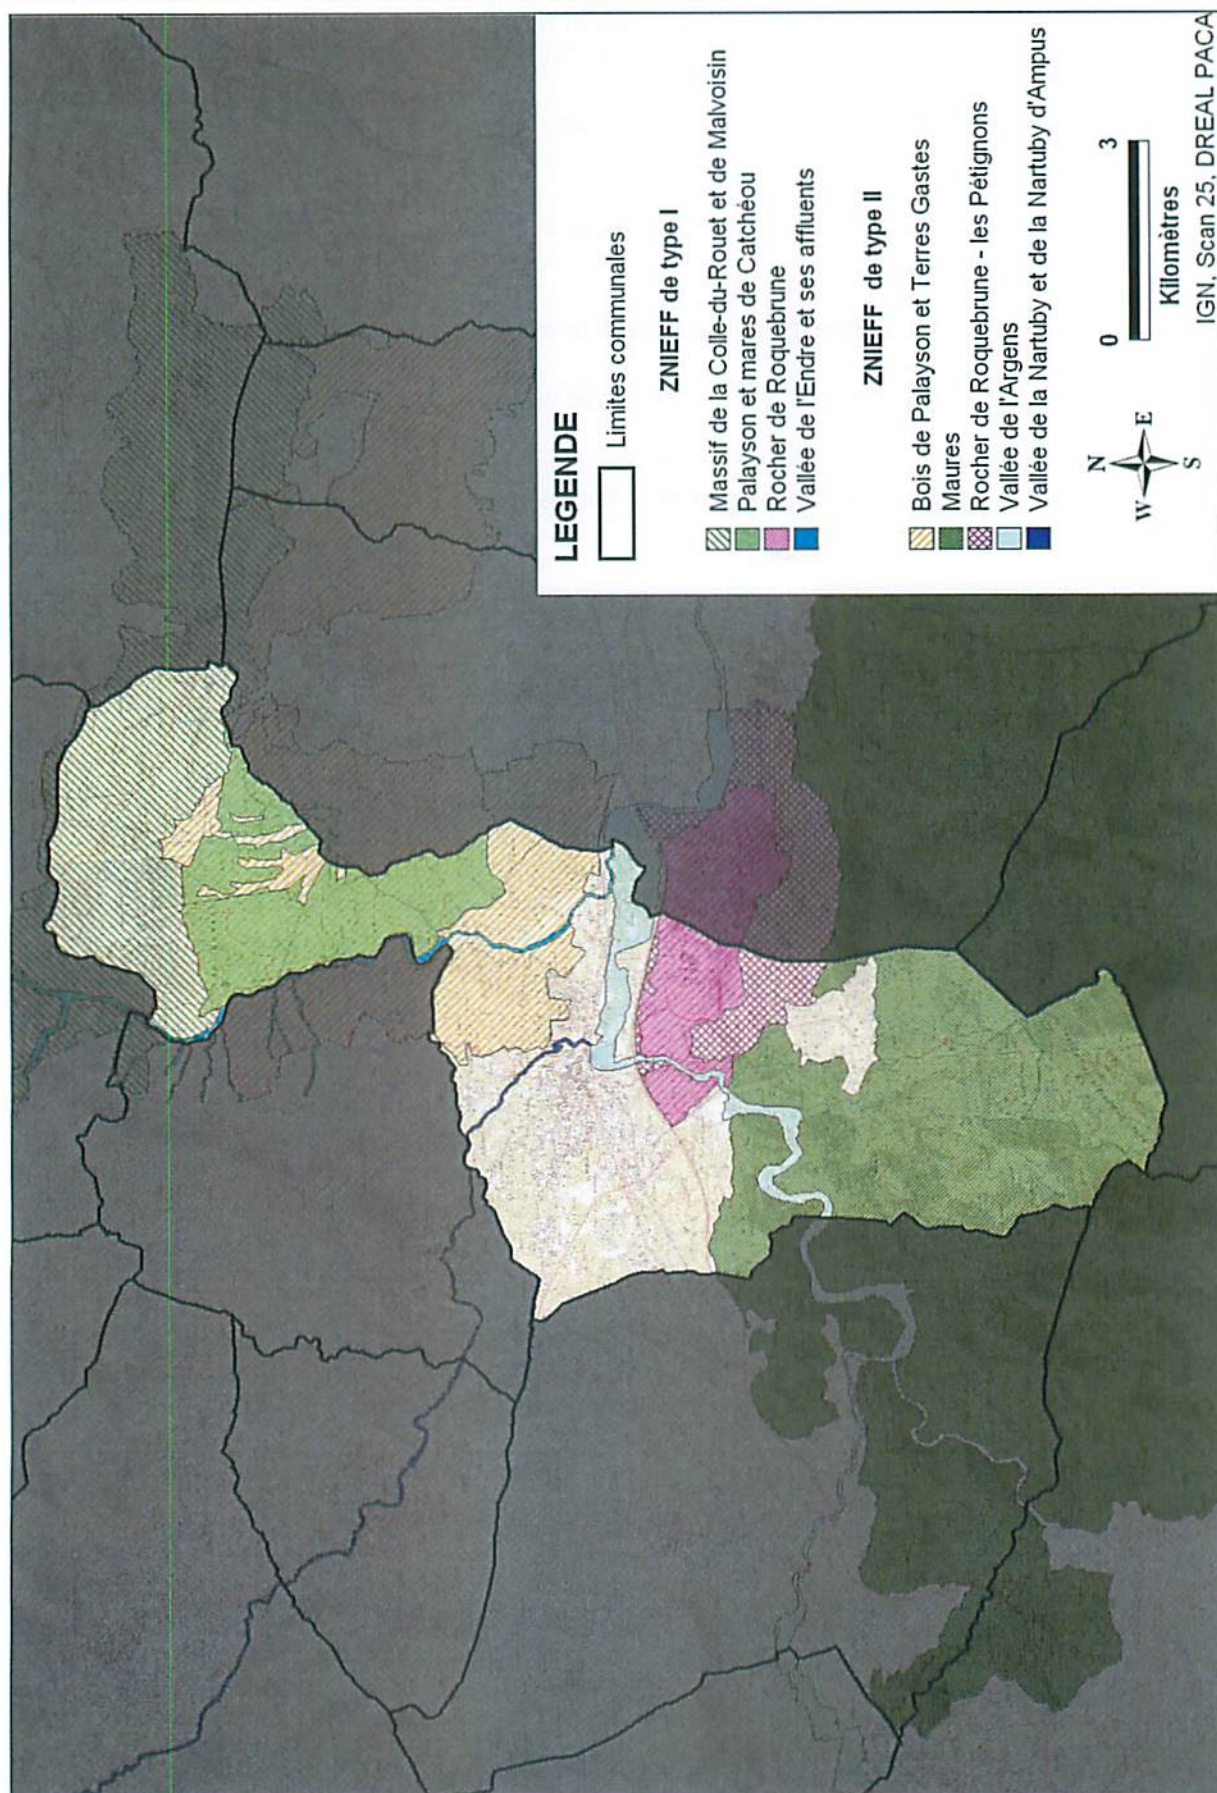 LEGENDE
Limites communales
ZNIEFF de type I
Massif de la Colle-du-Rouet et de Malvoisin
Palayson et mares de Catchéou
Rocher de Roquebrune
Vallée de l'Endre et ses affluents
ZNIEFF de type II
Bois de Palayson et Terres Gastes
Maures
Rocher de Roquebrune - les Pétignons
Vallée de l'Argens
Vallée de la Nartuby et de la Nartuby d'Ampus
N
W
E
S
0
3
Kilomètres
IGN, Scan 25, DREAL PACA